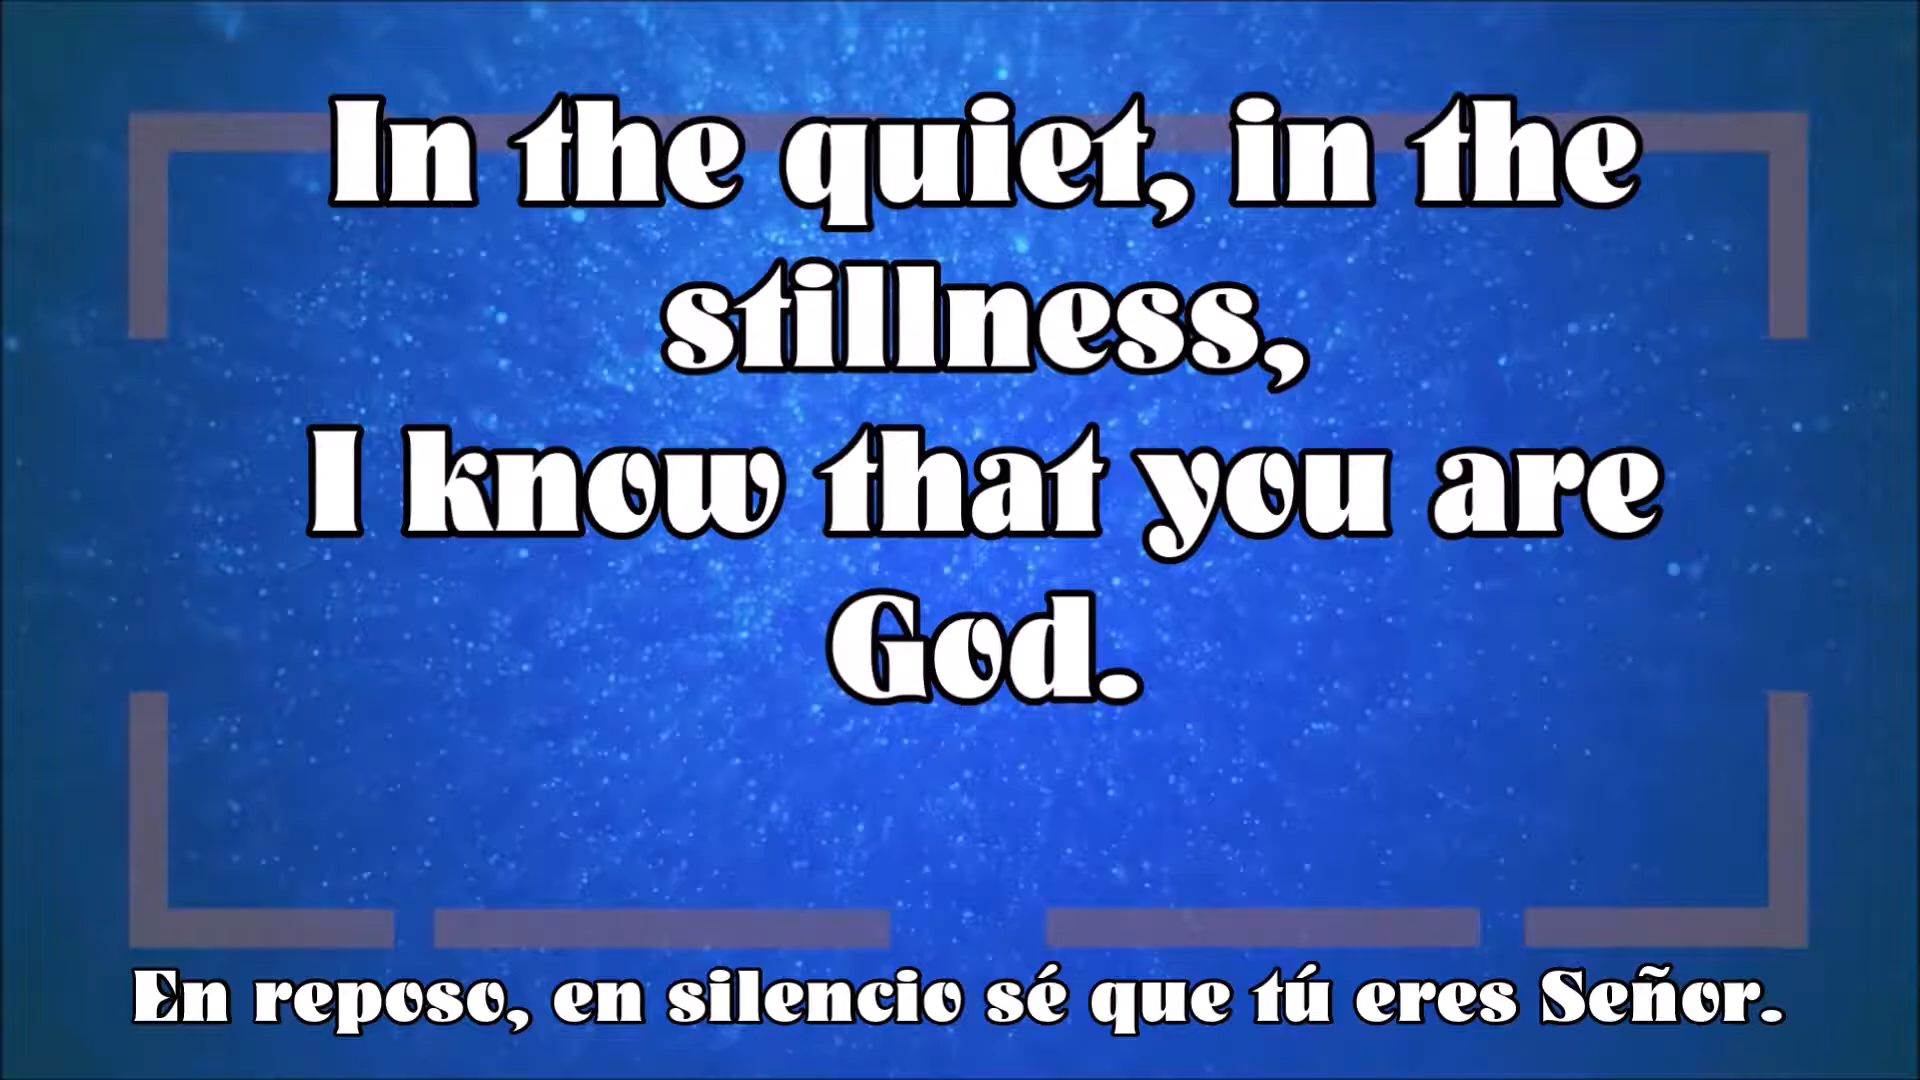 In the quiet, in the
stillness,
I know that you are
God.
En reposo, en silencio sé que tú eres Señor.